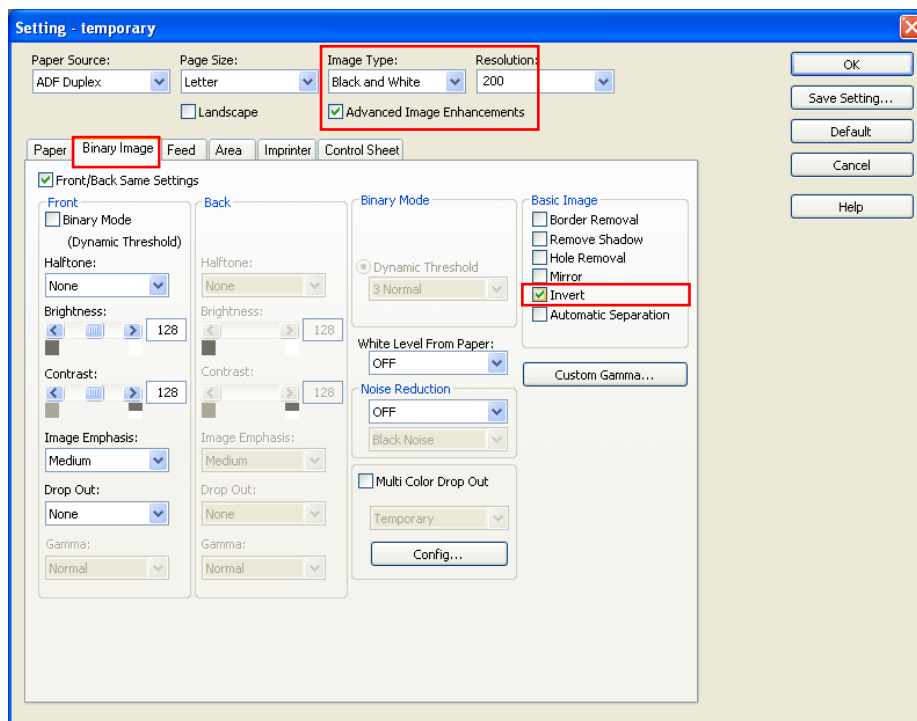 Setting - temporary
Paper Source:
Page Size:
Image Type:
Resolution:
ADF Duplex
Letter
Black and White
200
Landscape
Advanced Image Enhancements
OK
Save Setting...
Default
Cancel
Help
Paper
Binary Image
Feed
Area
Imprinter
Control Sheet
Front/Back Same Settings
Front
Binary Mode
(Dynamic Threshold)
Halftone:
None
Brightness:
128
Contrast:
128
Image Emphasis:
Medium
Drop Out:
None
Gamma:
Normal
Back
Halftone:
None
Brightness:
128
Contrast:
128
Image Emphasis:
Medium
Drop Out:
None
Gamma:
Normal
Binary Mode
Dynamic Threshold
3 Normal
White Level From Paper:
OFF
Noise Reduction
OFF
Black Noise
Multi Color Drop Out
Temporary
Config...
Basic Image
Border Removal
Remove Shadow
Hole Removal
Mirror
Invert
Automatic Separation
Custom Gamma...